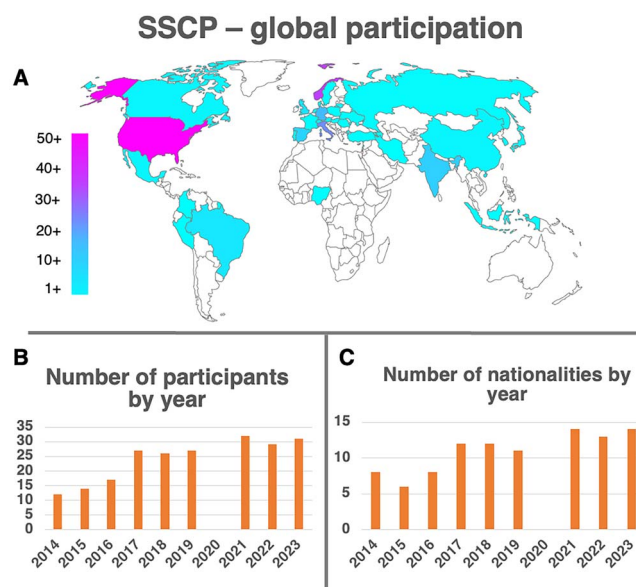 SSCP – global participation
A
50+
40+
30+
20+
10+
1+
B
Number of participants
by year
35
30
25
20
15
10
5
0
2014 2015 2016 2017 2018 2019 2020 2021 2022 2023
C
Number of nationalities by
year
15
10
5
0
2014 2015 2016 2017 2018 2019 2020 2021 2022 2023